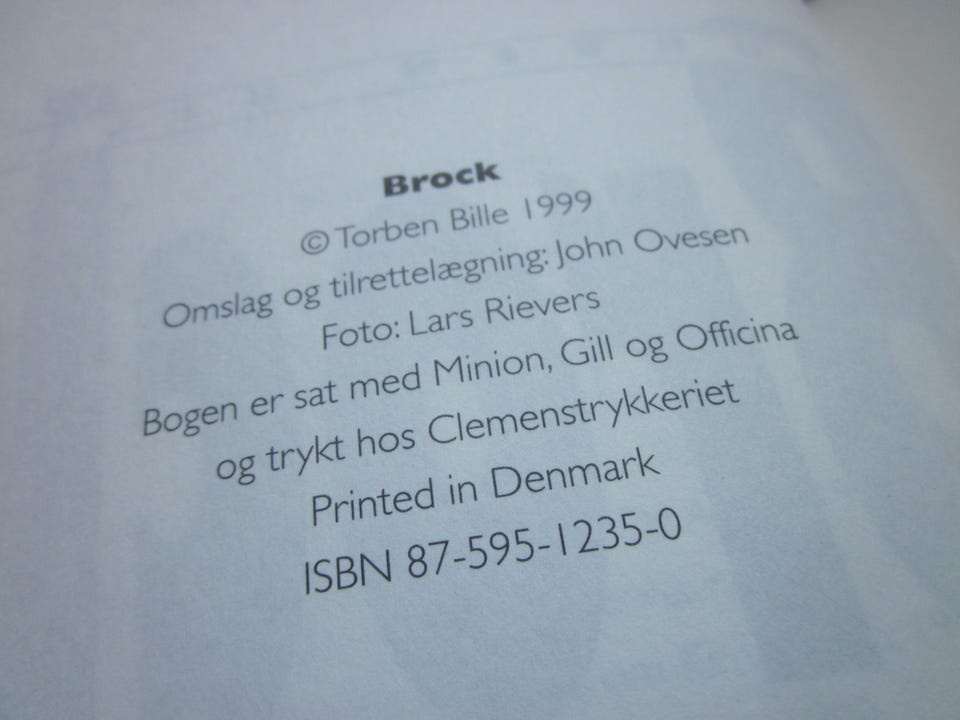 Brock
© Torben Bille 1999
Omslag og tilrettelægning: John Ovesen
Foto: Lars Rievers
Bogen er sat med Minion, Gill og Officina
og trykt hos Clemenstrykkeriet
Printed in Denmark
ISBN 87-595-1235-0